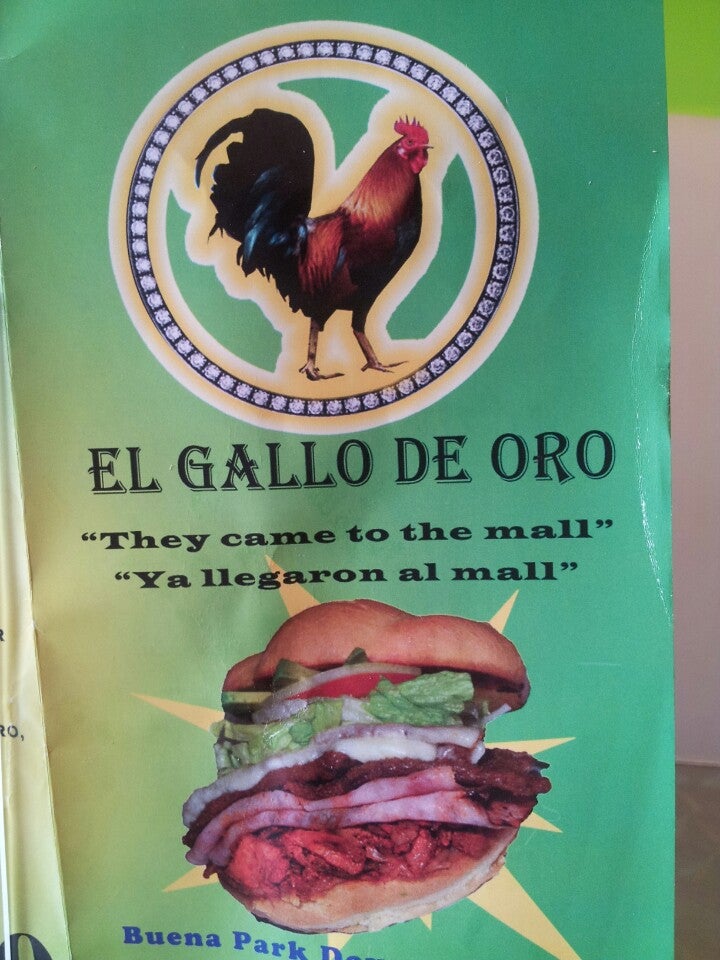 EL GALLO DE ORO
“They came to the mall”
“Ya llegaron al mall”
Buena Park